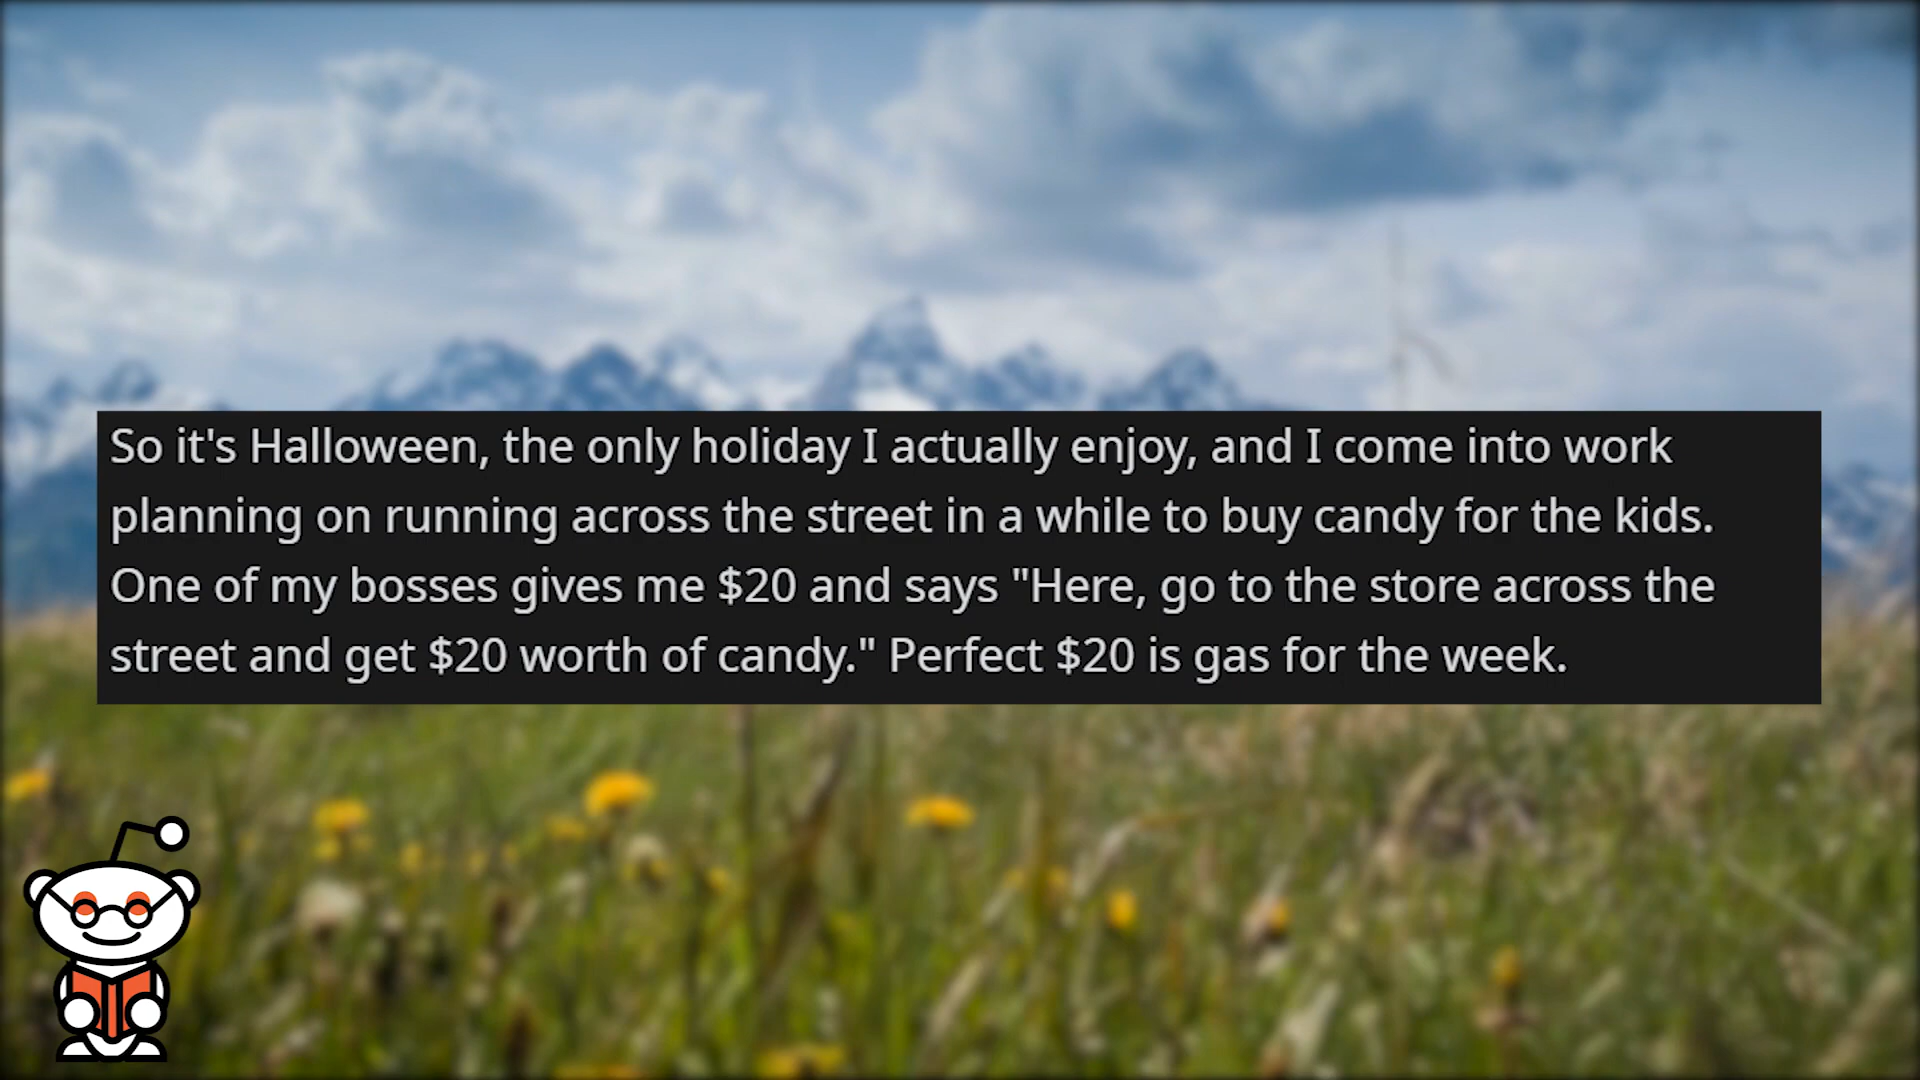 So it's Halloween, the only holiday I actually enjoy, and I come into work
planning on running across the street in a while to buy candy for the kids.
One of my bosses gives me $20 and says "Here, go to the store across the
street and get $20 worth of candy." Perfect $20 is gas for the week.